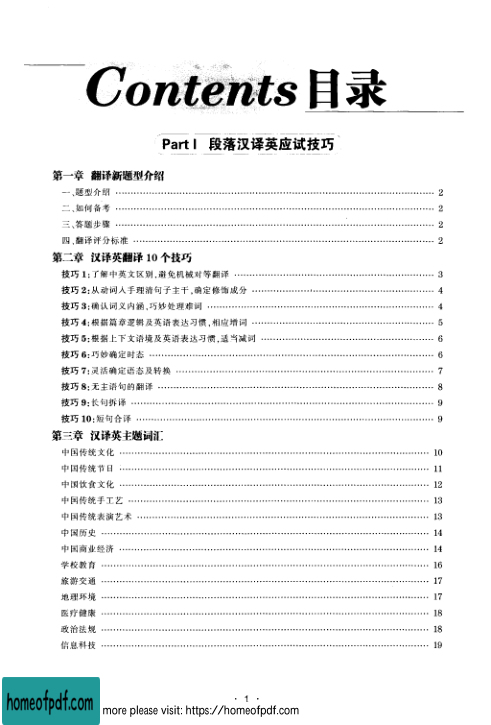 Contents 目录
Part I 段落汉译英应试技巧
第一章 翻译新题型介绍
一、题型介绍 …… 2
二、如何备考 …… 2
三、答题步骤 …… 2
四、翻译评分标准 …… 2
第二章 汉译英翻译 10 个技巧
技巧 1：了解中英文区别，避免机械对等翻译 …… 3
技巧 2：从动词入手理清句子主干，确定修饰成分 …… 4
技巧 3：确认词义内涵，巧妙处理难词 …… 4
技巧 4：根据篇章逻辑及英语表达习惯，相应增词 …… 5
技巧 5：根据上下文语境及英语表达习惯，适当减词 …… 6
技巧 6：巧妙确定时态 …… 6
技巧 7：灵活确定语态及转换 …… 7
技巧 8：无主语句的翻译 …… 8
技巧 9：长句拆译 …… 9
技巧 10：短句合译 …… 9
第三章 汉译英主题词汇
中国传统文化 …… 10
中国传统节日 …… 11
中国饮食文化 …… 12
中国传统手工艺 …… 13
中国传统表演艺术 …… 13
中国历史 …… 14
中国商业经济 …… 14
学校教育 …… 16
旅游交通 …… 17
地理环境 …… 17
医疗健康 …… 18
政治法规 …… 18
信息科技 …… 19
· 1 ·
homeofpdf.com more please visit: https://homeofpdf.com